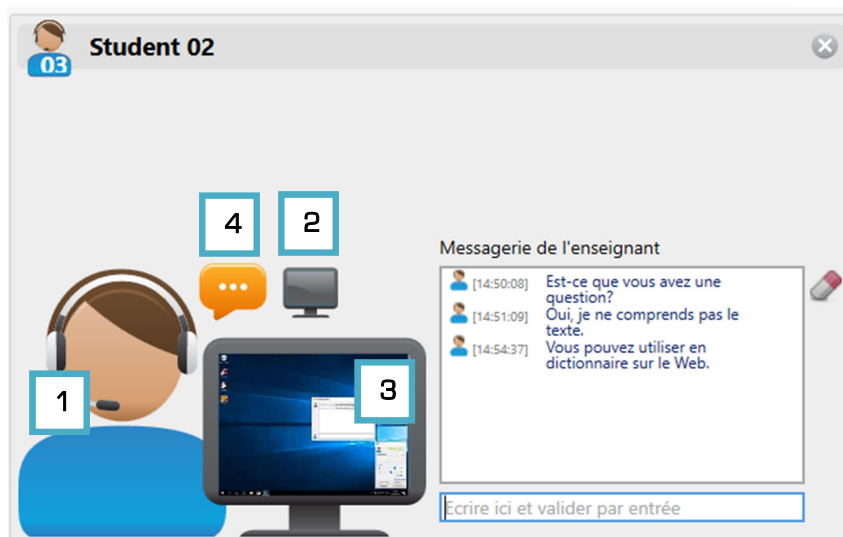 Student 02
03
4
2
1
3
Messagerie de l'enseignant
[14:50:08] Est-ce que vous avez une
question?
[14:51:09] Oui, je ne comprends pas le
texte.
[14:54:37] Vous pouvez utiliser en
dictionnaire sur le Web.
Ecrire ici et valider par entrée